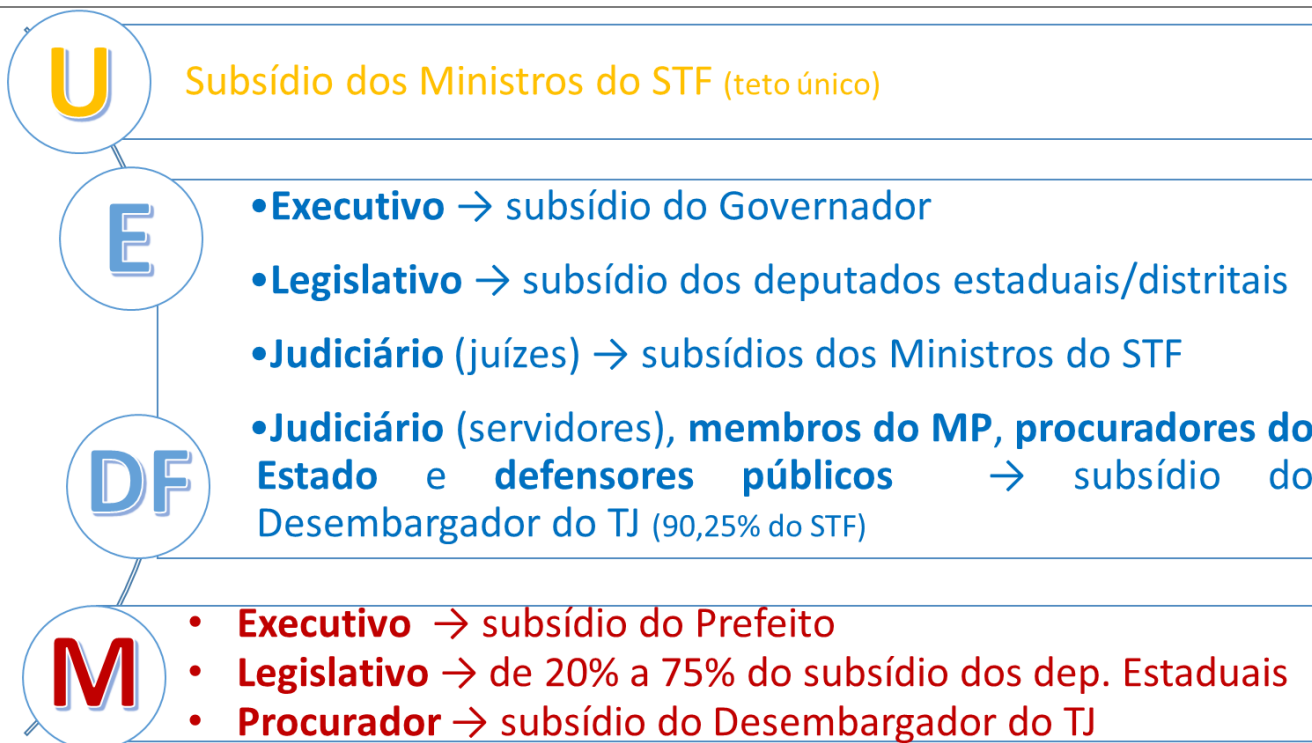 U
Subsídio dos Ministros do STF (teto único)
E
•Executivo → subsídio do Governador
•Legislativo → subsídio dos deputados estaduais/distritais
•Judiciário (juízes) → subsídios dos Ministros do STF
DF
•Judiciário (servidores), membros do MP, procuradores do
Estado e defensores públicos → subsídio do
Desembargador do TJ (90,25% do STF)
M
• Executivo → subsídio do Prefeito
• Legislativo → de 20% a 75% do subsídio dos dep. Estaduais
• Procurador → subsídio do Desembargador do TJ